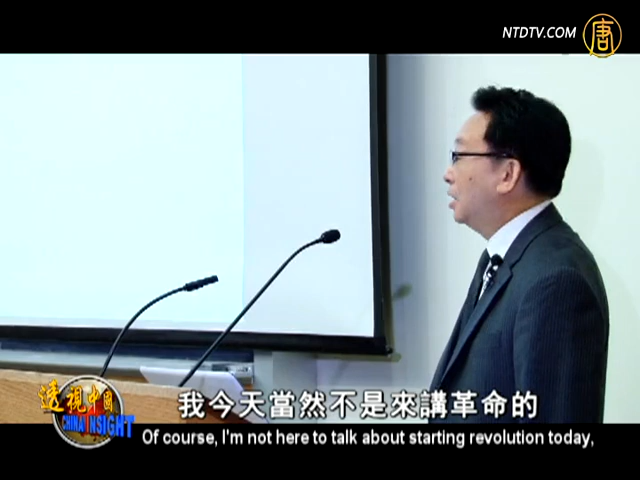 NTDTV.COM
唐
透視中國
CHINA INSIGHT
我今天當然不是來講革命的
Of course, I'm not here to talk about starting revolution today,